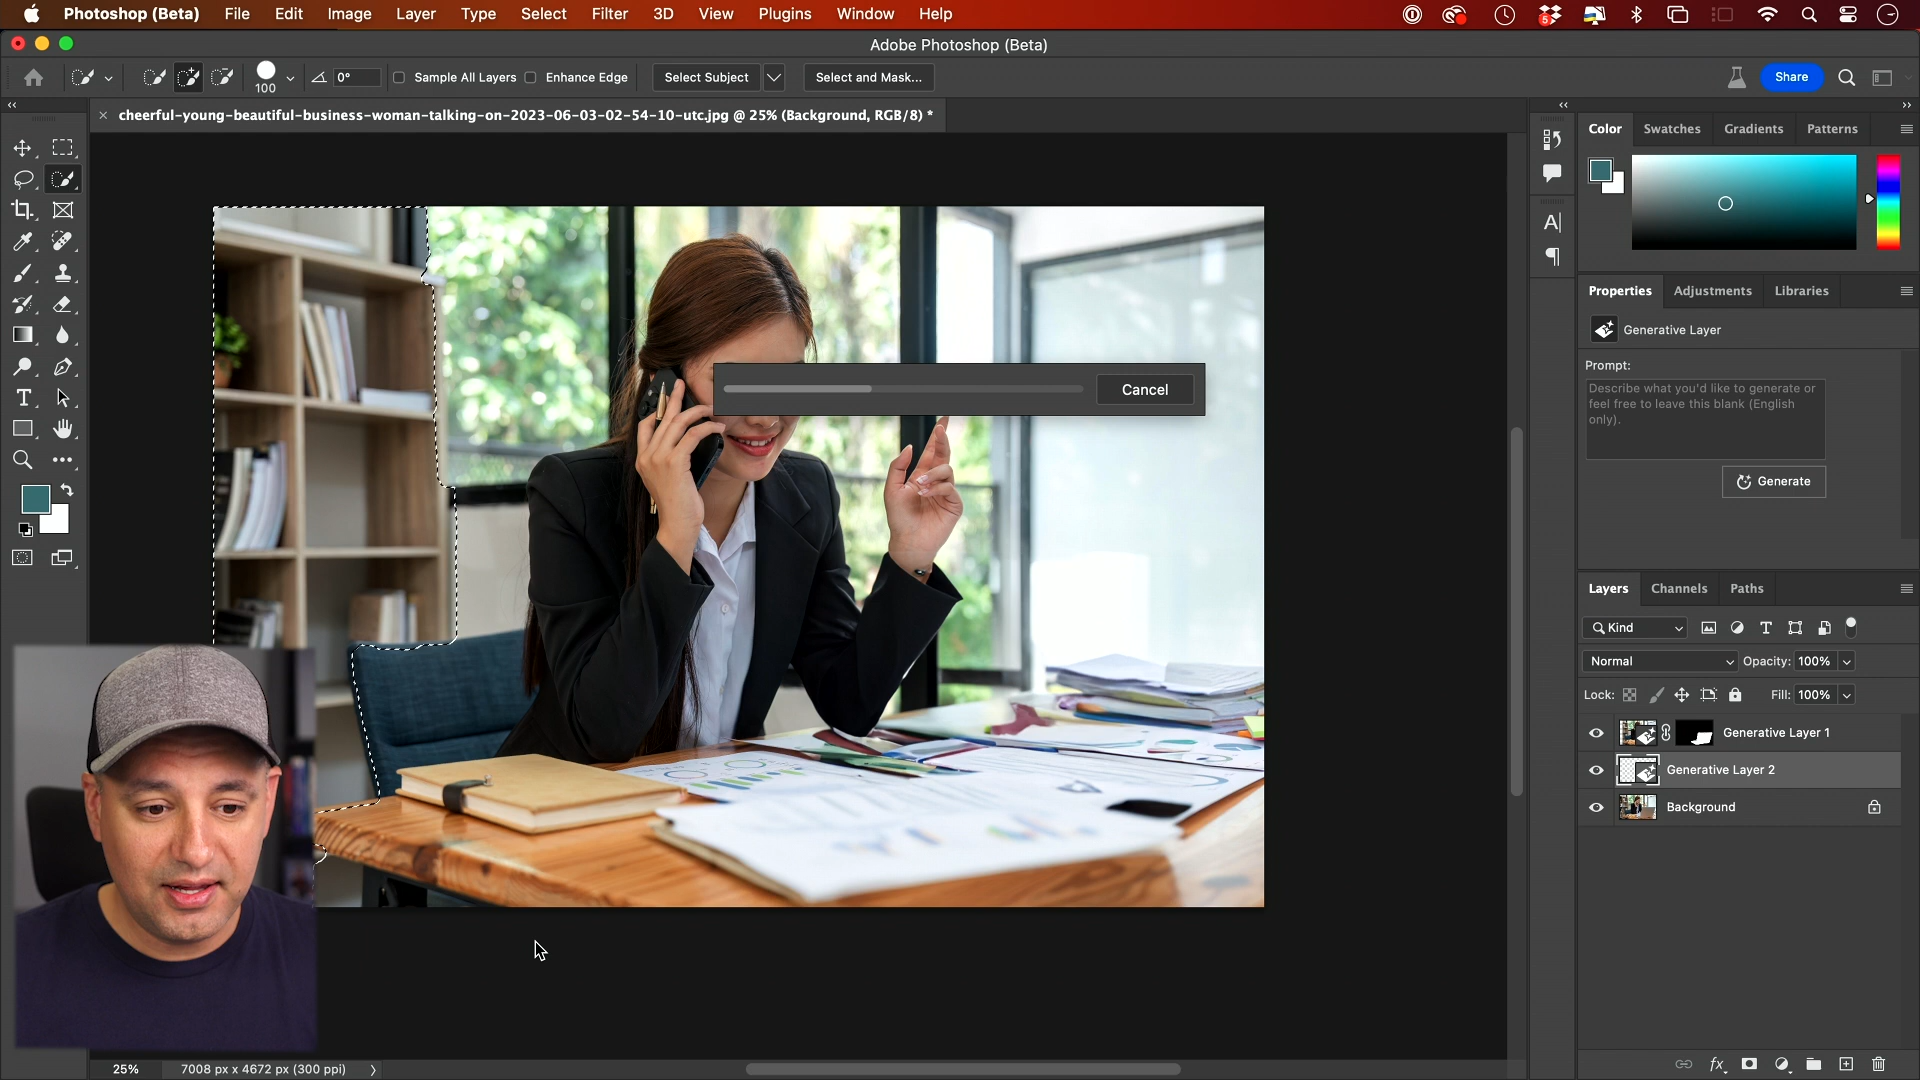 Photoshop (Beta) File Edit Image Layer Type Select Filter 3D View Plugins Window Help
5
Adobe Photoshop (Beta)
100
0°
Sample All Layers
Enhance Edge
Select Subject
Select and Mask...
Share
cheerful-young-beautiful-business-woman-talking-on-2023-06-03-02-54-10-utc.jpg @ 25% (Background, RGB/8) *
Color Swatches Gradients Patterns
Properties Adjustments Libraries
Generative Layer
Prompt:
Describe what you'd like to generate or
feel free to leave this blank (English
only).
Generate
Cancel
Layers Channels Paths
Kind
Normal
Opacity: 100%
Lock:
Fill: 100%
Generative Layer 1
Generative Layer 2
Background
fx
25%
7008 px x 4672 px (300 ppi)